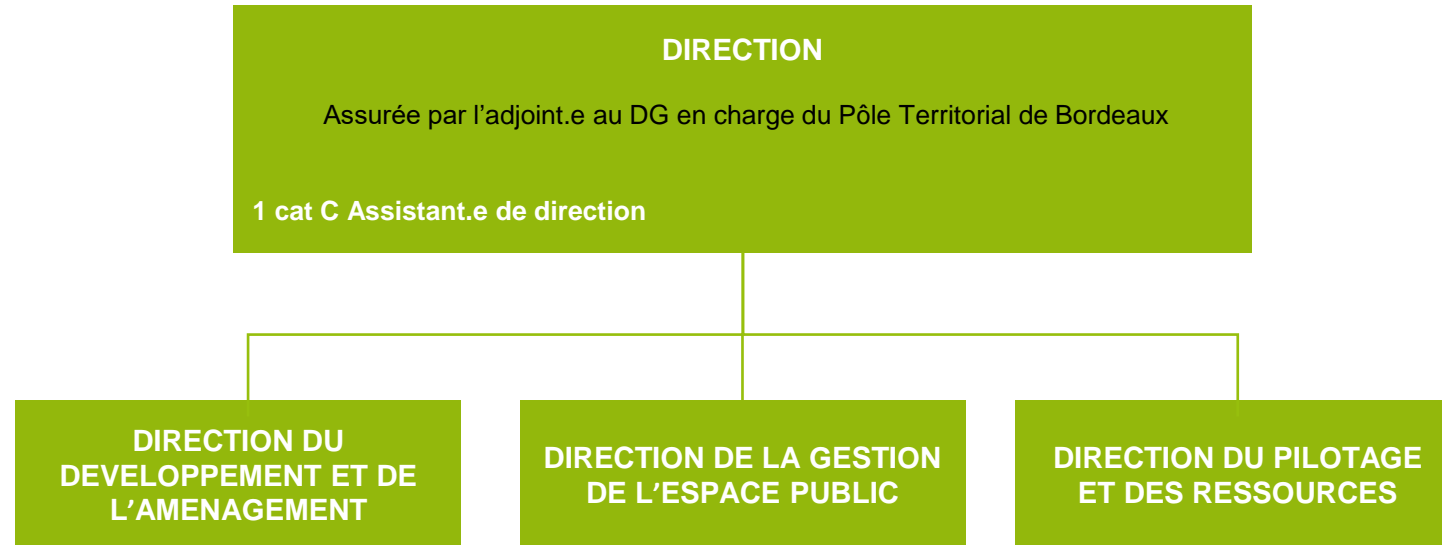 DIRECTION
Assurée par l’adjoint.e au DG en charge du Pôle Territorial de Bordeaux
1 cat C Assistant.e de direction
DIRECTION DU
DEVELOPPEMENT ET DE
L’AMENAGEMENT
DIRECTION DE LA GESTION
DE L’ESPACE PUBLIC
DIRECTION DU PILOTAGE
ET DES RESSOURCES